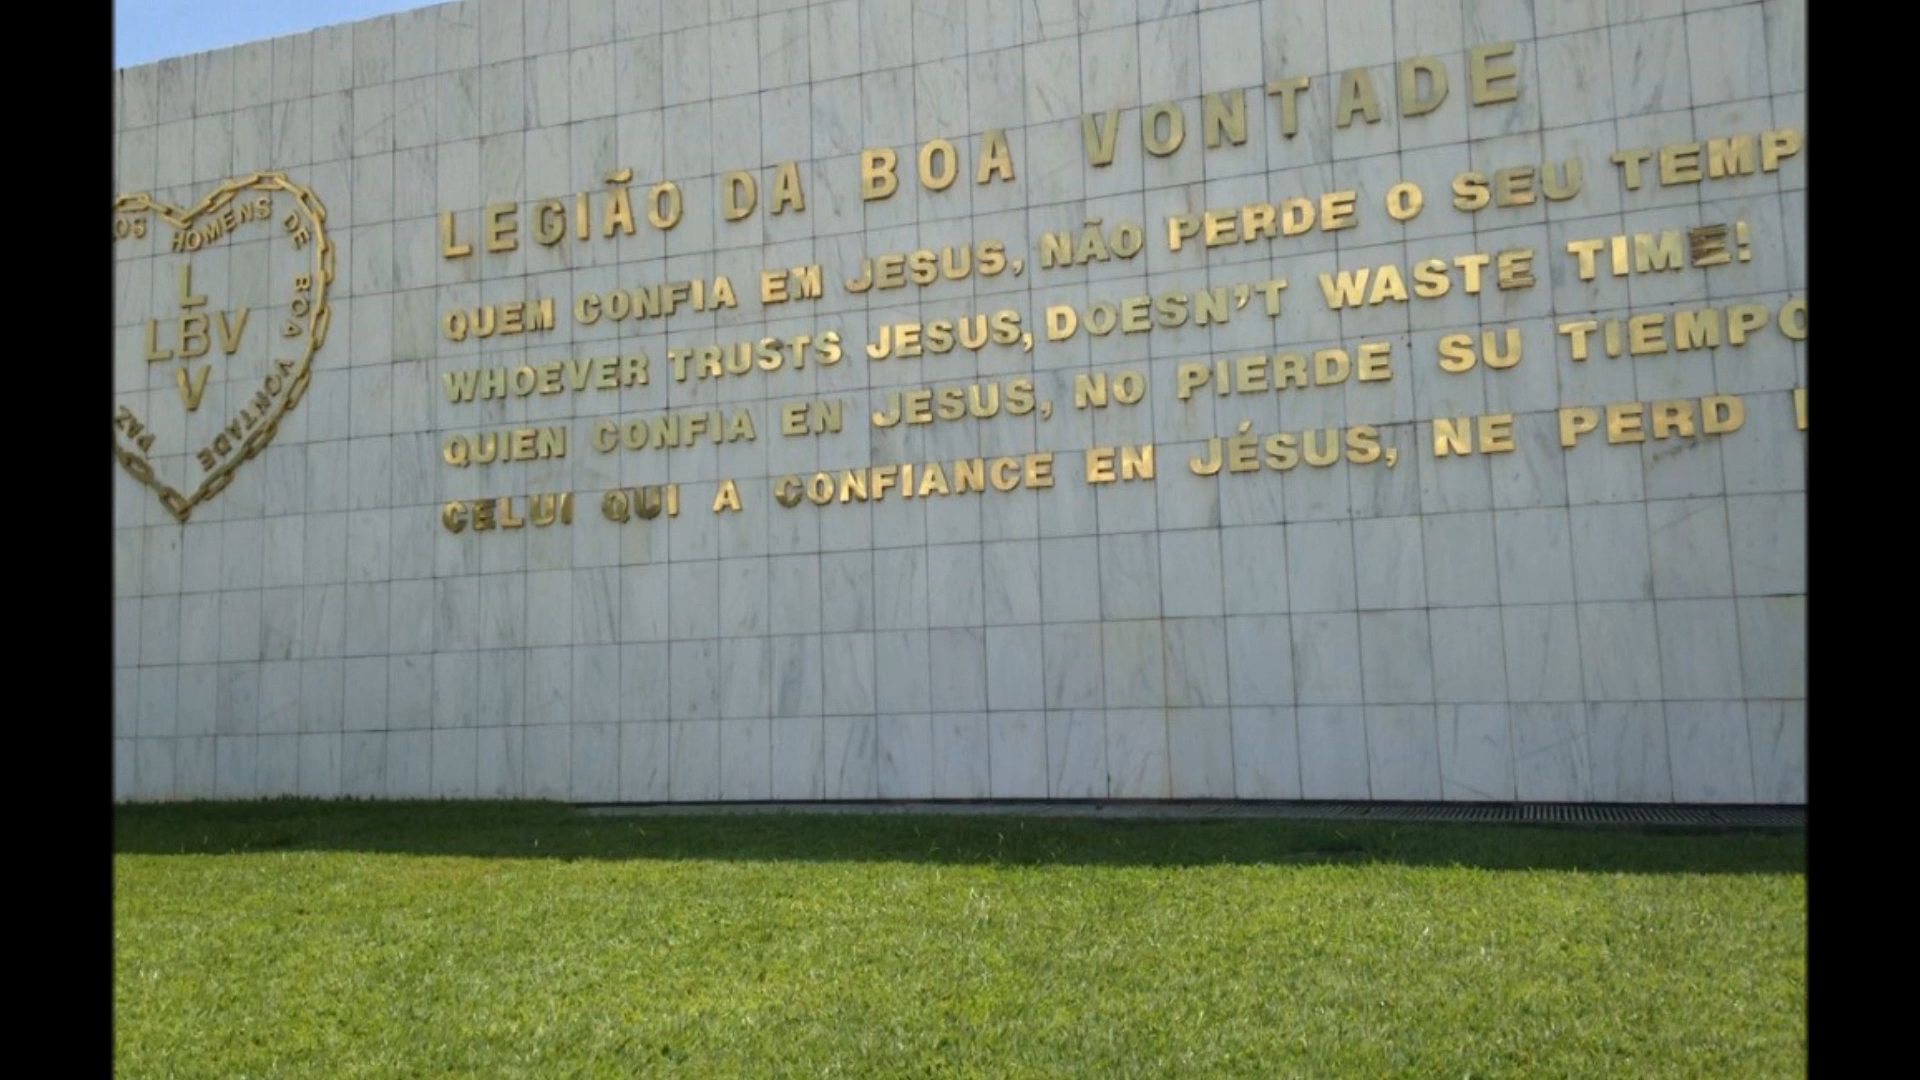 OS HOMENS DE BOA VONTADE
PAZ
L
LBV
V
LEGIÃO DA BOA VONTADE
QUEM CONFIA EM JESUS, NÃO PERDE O SEU TEMP
WHOEVER TRUSTS JESUS, DOESN'T WASTE TIME!
QUIEN CONFIA EN JESUS, NO PIERDE SU TIEMPO
CELUI QUI A CONFIANCE EN JÉSUS, NE PERD